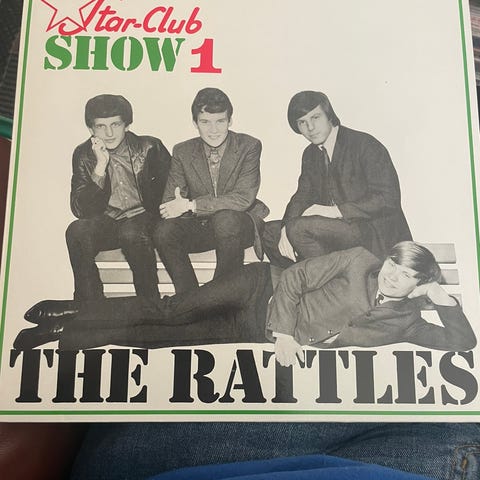 Star-Club
SHOW 1
THE RATTLES